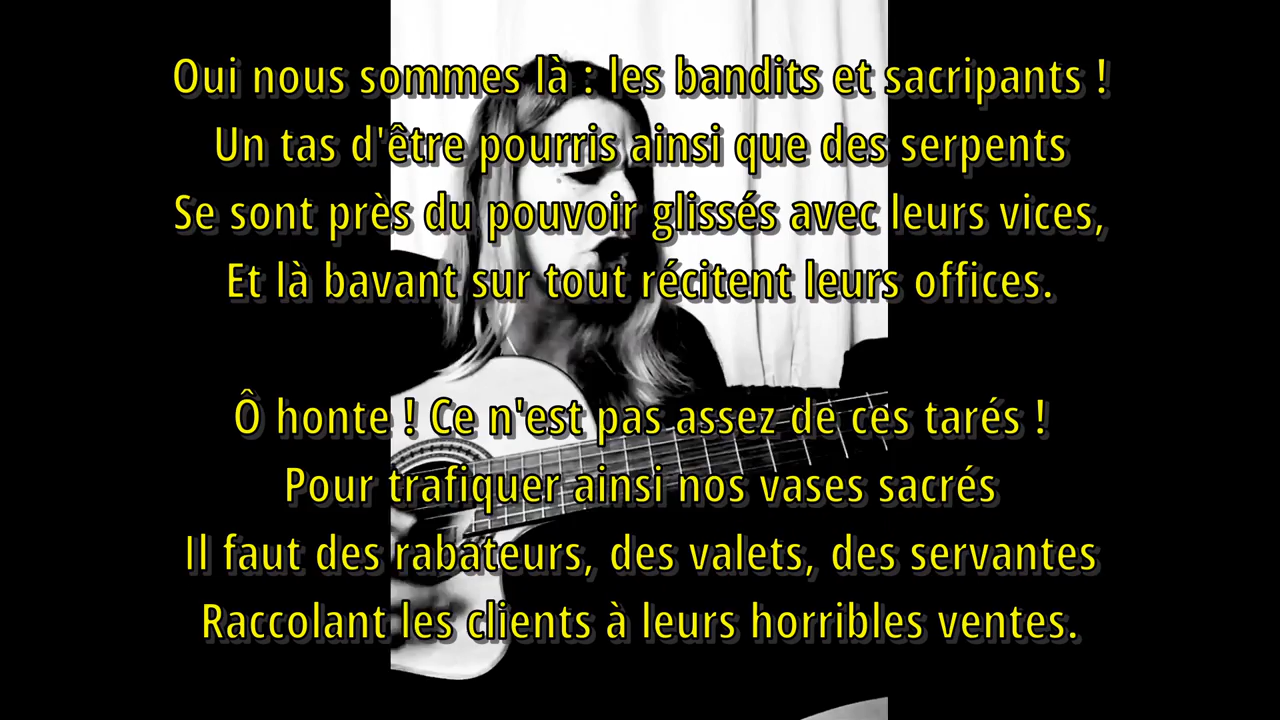 Oui nous sommes là : les bandits et sacripants !
Un tas d'être pourris ainsi que des serpents
Se sont près du pouvoir glissés avec leurs vices,
Et là bavant sur tout récitent leurs offices.
Ô honte ! Ce n'est pas assez de ces tarés !
Pour trafiquer ainsi nos vases sacrés
Il faut des rabateurs, des valets, des servantes
Raccolant les clients à leurs horribles ventes.